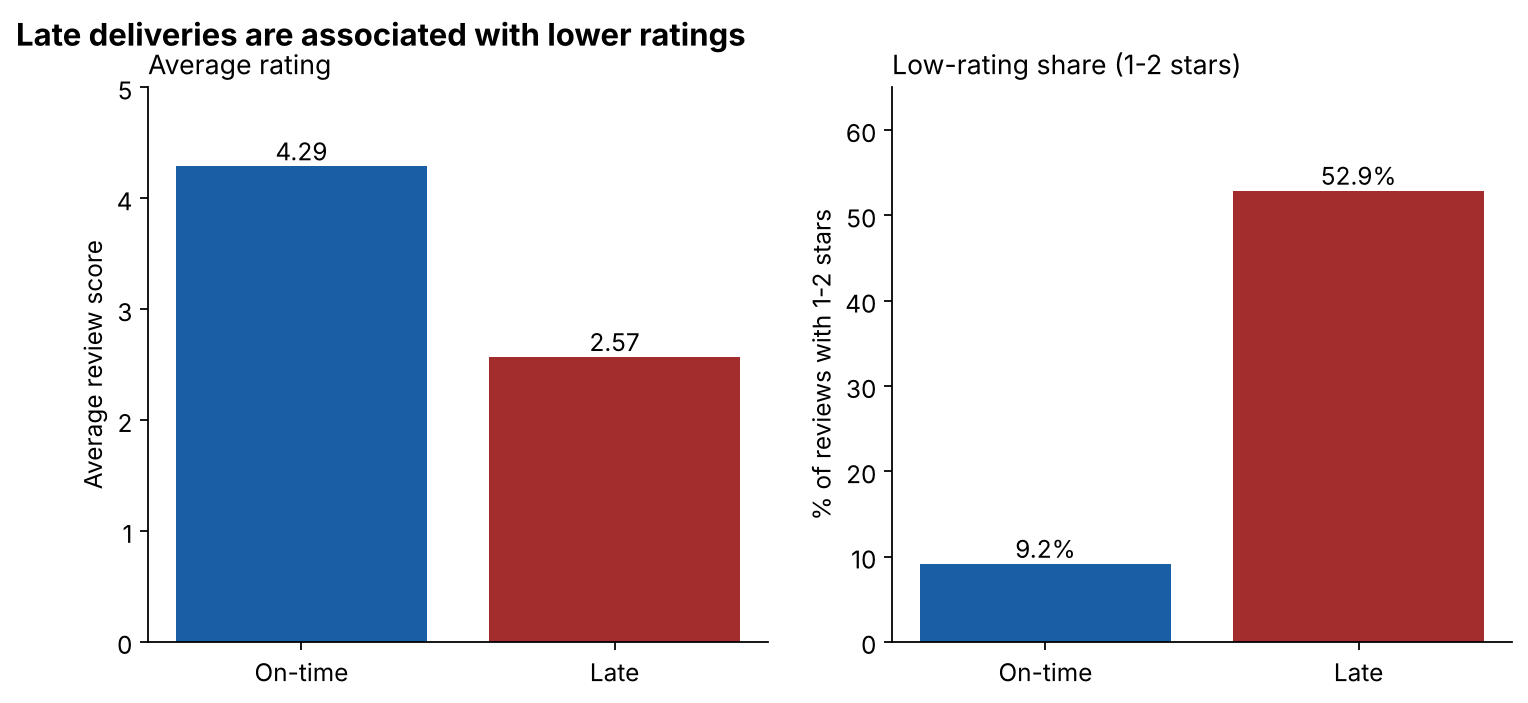 Late deliveries are associated with lower ratings
Average rating
Average review score
5
4
3
2
1
0
4.29
2.57
On-time
Late
Low-rating share (1-2 stars)
% of reviews with 1-2 stars
60
50
40
30
20
10
0
9.2%
52.9%
On-time
Late